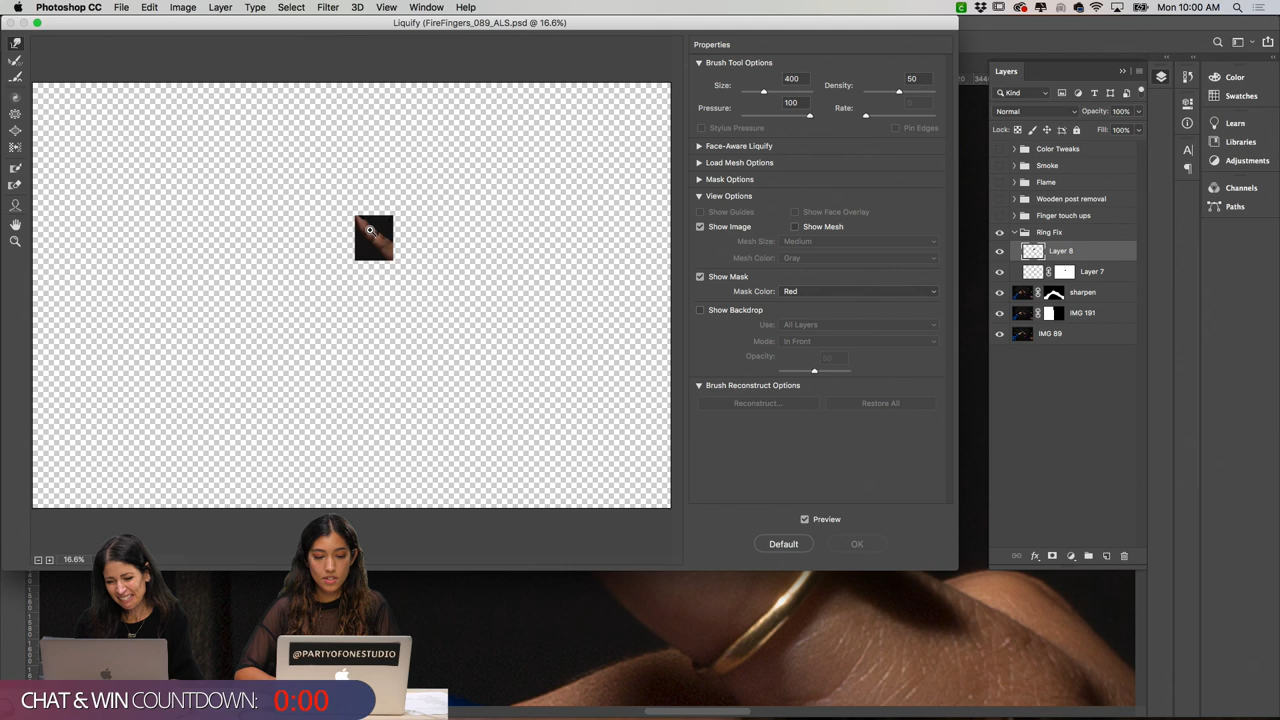 Photoshop CC File Edit Image Layer Type Select Filter 3D View Window Help
Mon 10:00 AM
Liquify (FireFingers_089_ALS.psd @ 16.6%)
Properties
Brush Tool Options
Size: 400 Density: 50
Pressure: 100 Rate: 0
Stylus Pressure Pin Edges
Face-Aware Liquify
Load Mesh Options
Mask Options
View Options
Show Guides Show Face Overlay
Show Image Show Mesh
Mesh Size: Medium
Mesh Color: Gray
Show Mask
Mask Color: Red
Show Backdrop
Use: All Layers
Mode: In Front
Opacity: 50
Brush Reconstruct Options
Reconstruct... Restore All
Preview
Default OK
16.6%
Layers
Kind
Normal Opacity: 100%
Lock: Fill: 100%
Color Tweaks
Smoke
Flame
Wooden post removal
Finger touch ups
Ring Fix
Layer 8
Layer 7
sharpen
IMG 191
IMG 89
Color
Swatches
Learn
Libraries
Adjustments
Channels
Paths
@PARTYOFONESTUDIO
CHAT & WIN COUNTDOWN: 0:00